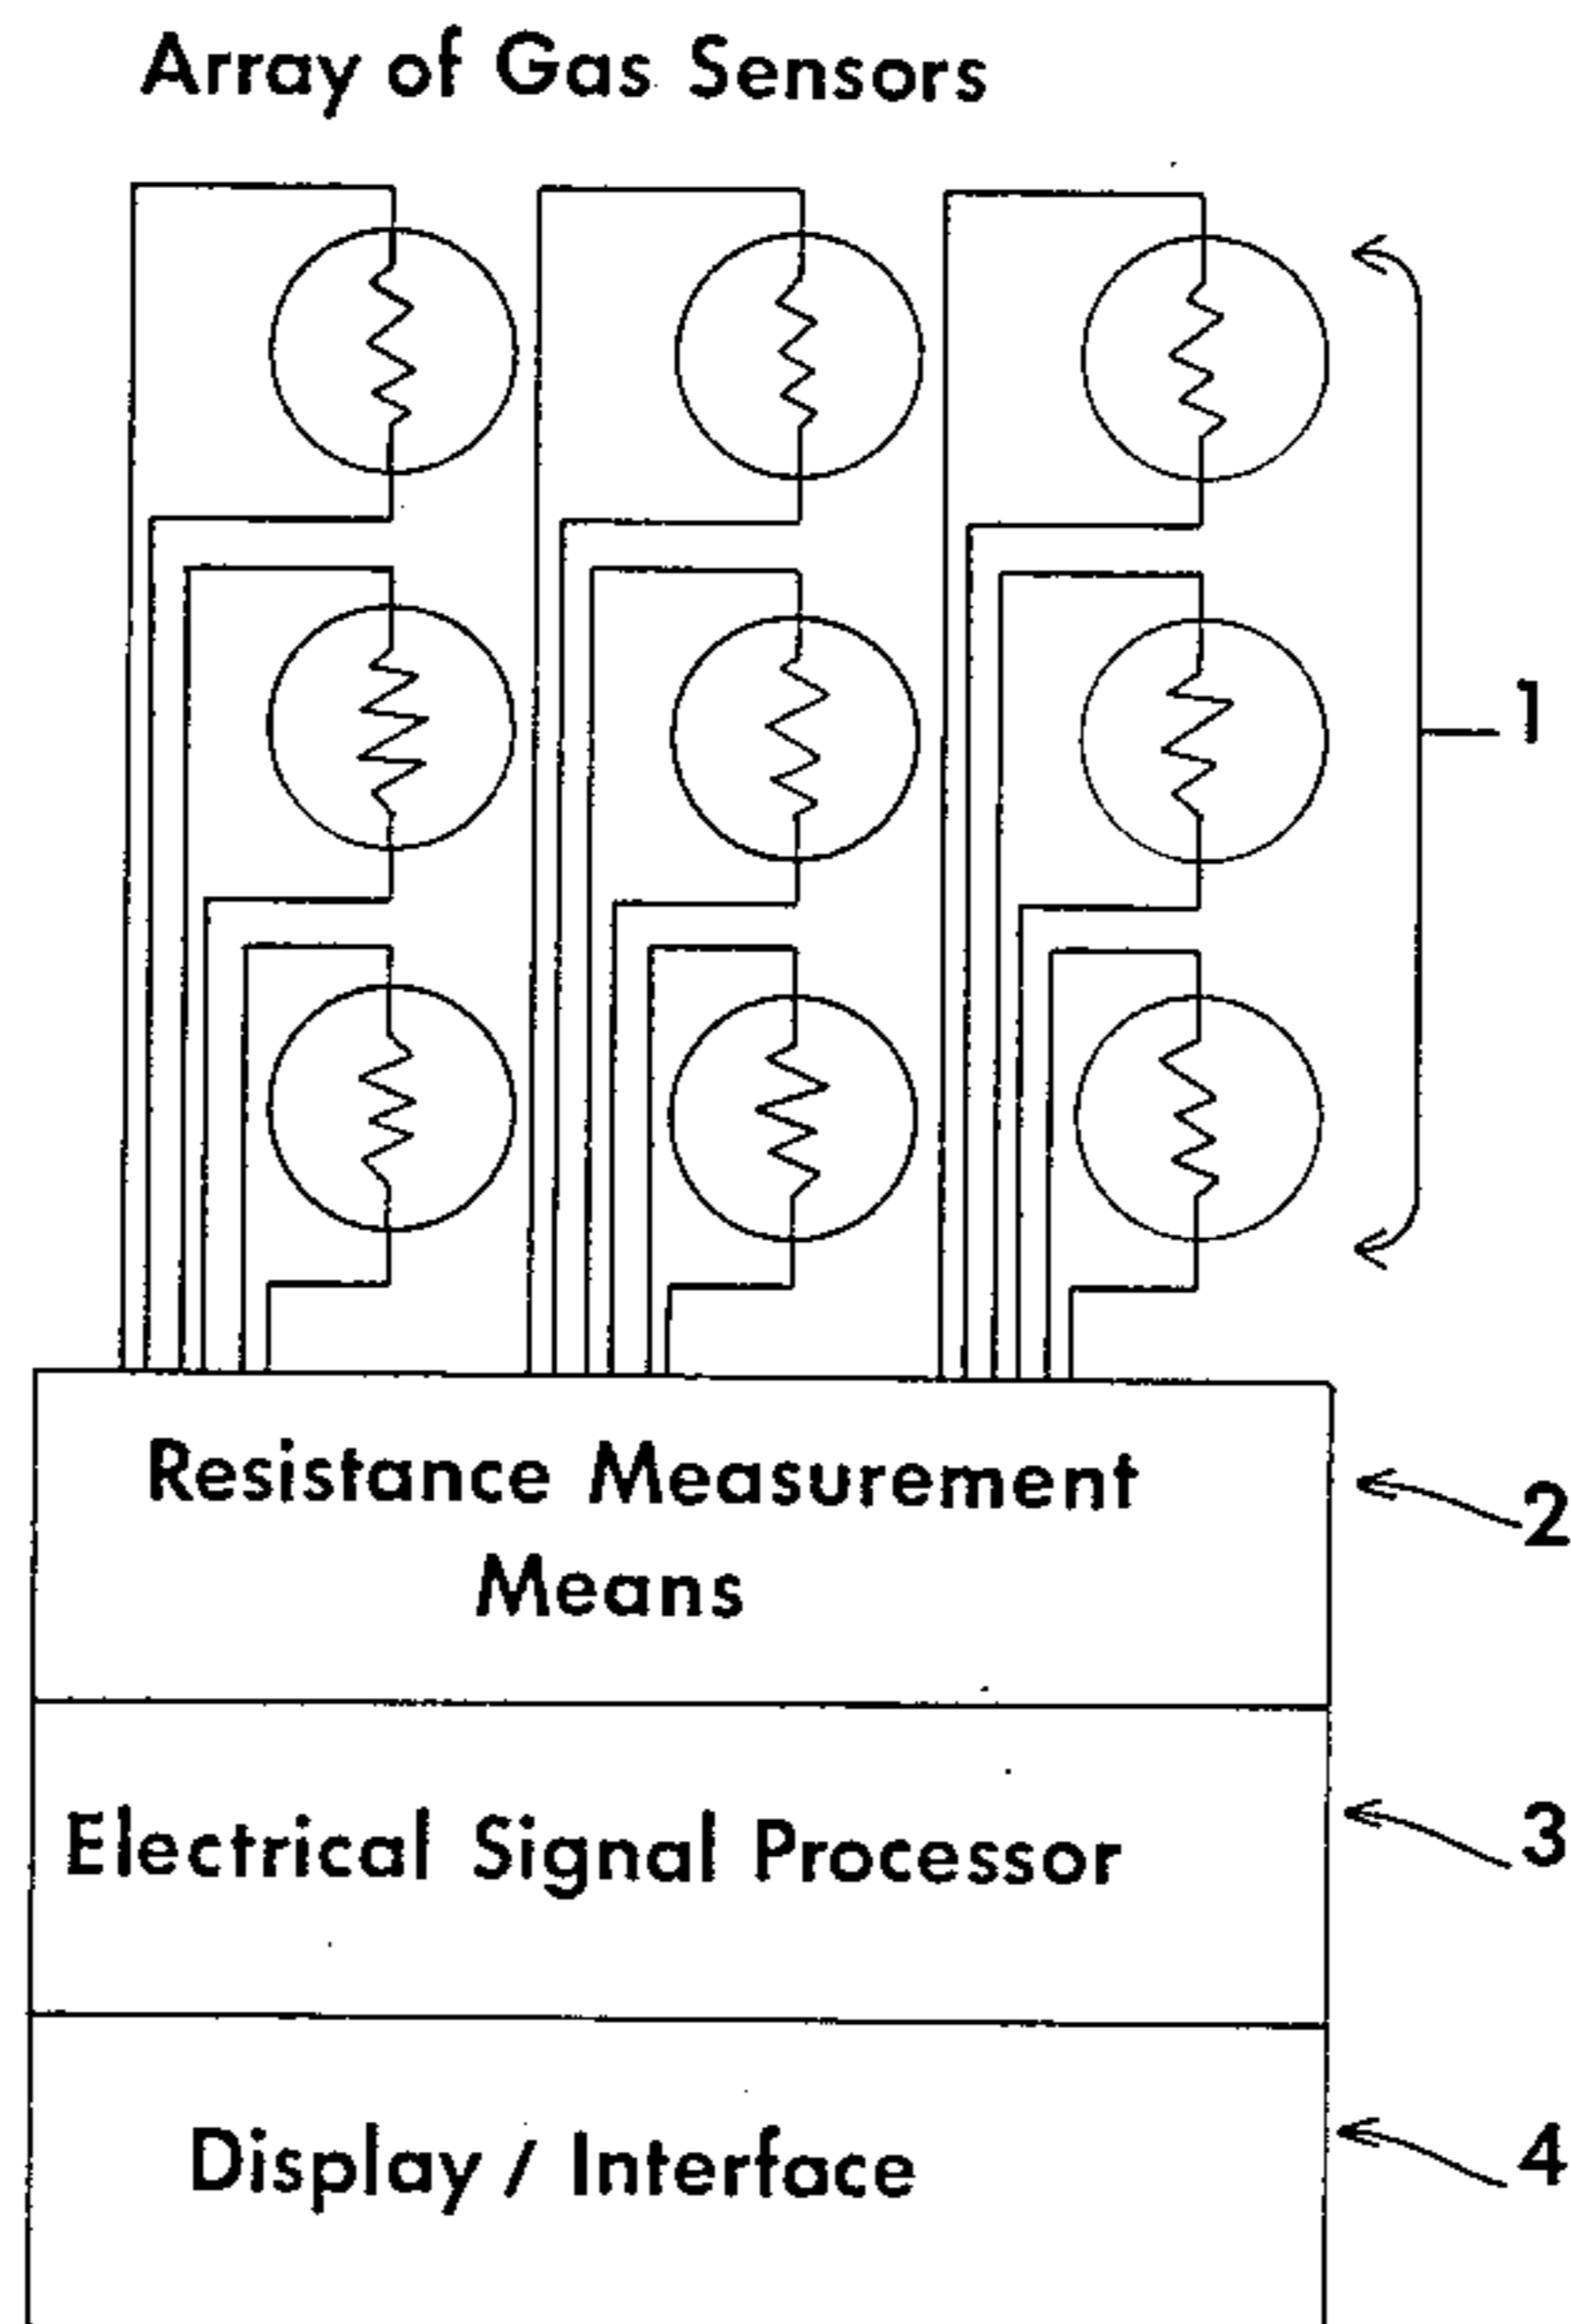 Array of Gas Sensors
1
Resistance Measurement
Means
2
Electrical Signal Processor
3
Display / Interface
4